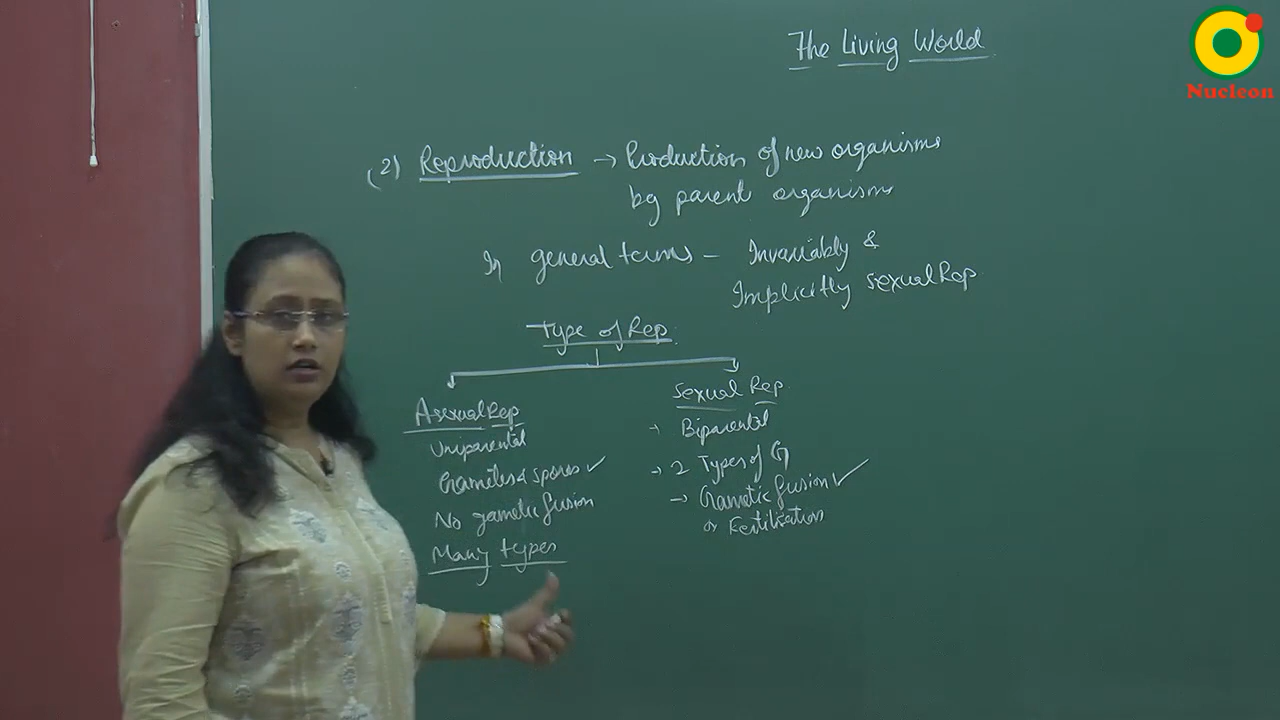 The Living World
Nucleon
(2) Reproduction → Production of new organisms
by parent organisms
In general terms – Invariably &
Implicitly sexual Rep.
Type of Rep.
Asexual Rep
Uniparental
Gametes & spores ✓
No gametic fusion
Many types
Sexual Rep.
→ Biparental
→ 2 Types of G
→ Gametic fusion ✓
or Fertilisation